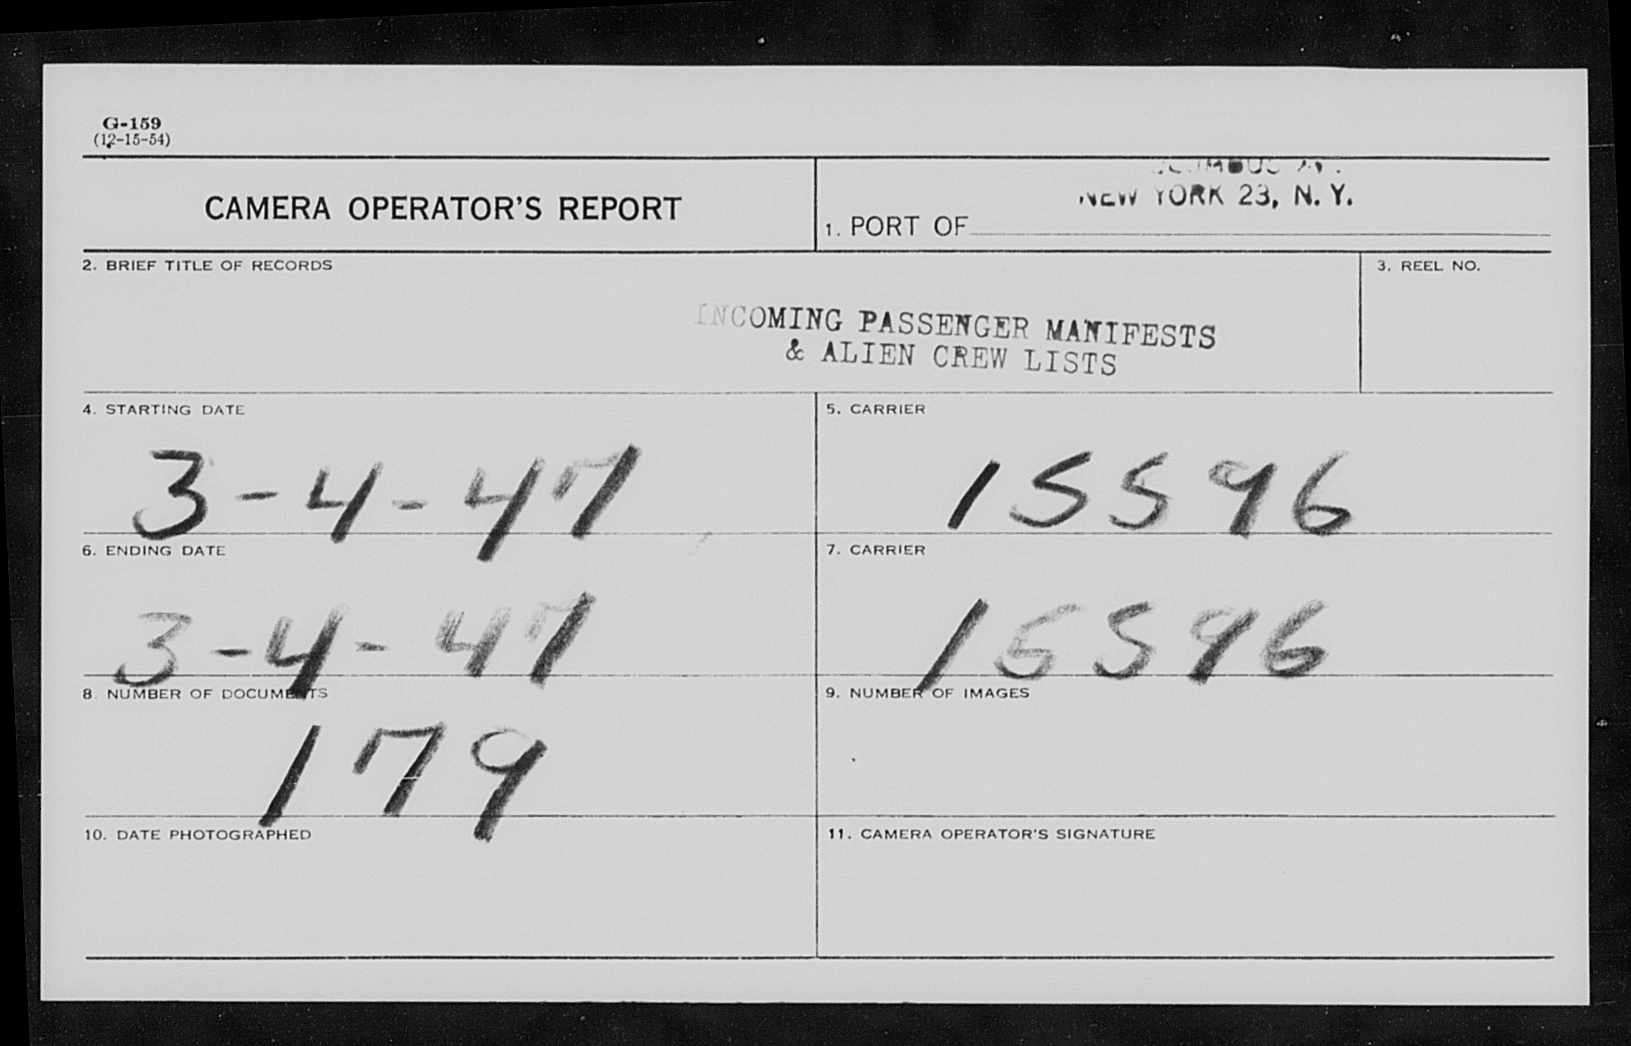 G-159
(12-15-54)
CAMERA OPERATOR'S REPORT
NEW YORK 23, N. Y.
1. PORT OF
2. BRIEF TITLE OF RECORDS
3. REEL NO.
INCOMING PASSENGER MANIFESTS
& ALIEN CREW LISTS
4. STARTING DATE
5. CARRIER
3-4-47
15596
6. ENDING DATE
7. CARRIER
3-4-47
15596
8. NUMBER OF DOCUMENTS
9. NUMBER OF IMAGES
179
10. DATE PHOTOGRAPHED
11. CAMERA OPERATOR'S SIGNATURE